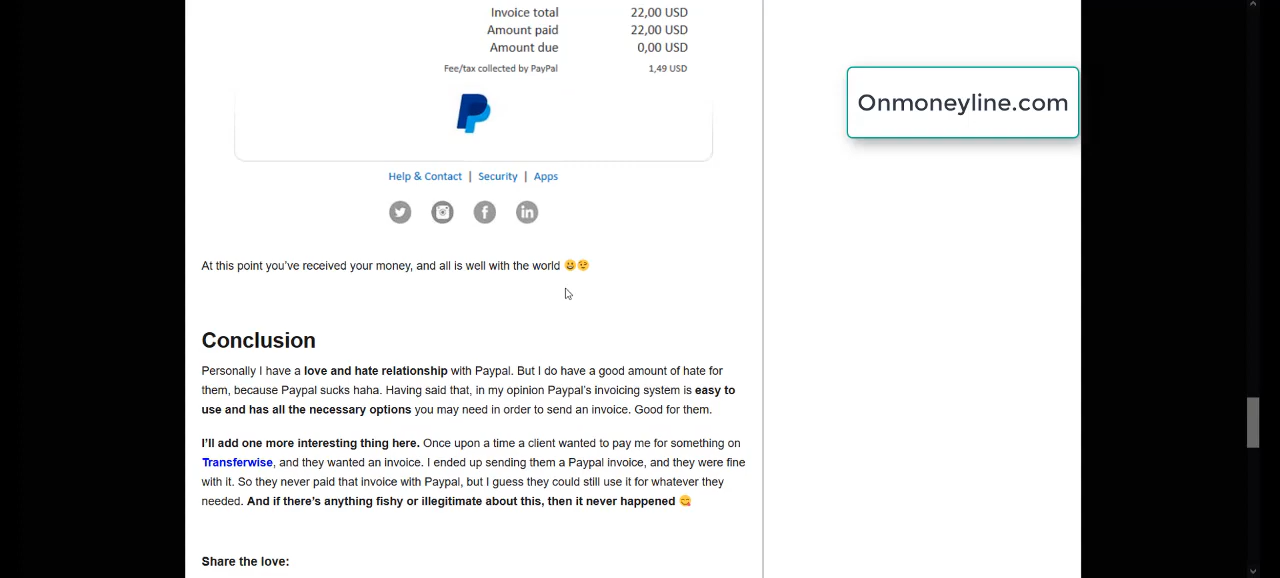 Invoice total 22,00 USD
Amount paid 22,00 USD
Amount due 0,00 USD
Fee/tax collected by PayPal 1,49 USD
Onmoneyline.com
Help & Contact | Security | Apps
At this point you've received your money, and all is well with the world 😀😉
Conclusion
Personally I have a love and hate relationship with Paypal. But I do have a good amount of hate for
them, because Paypal sucks haha. Having said that, in my opinion Paypal's invoicing system is easy to
use and has all the necessary options you may need in order to send an invoice. Good for them.
I'll add one more interesting thing here. Once upon a time a client wanted to pay me for something on
Transferwise, and they wanted an invoice. I ended up sending them a Paypal invoice, and they were fine
with it. So they never paid that invoice with Paypal, but I guess they could still use it for whatever they
needed. And if there's anything fishy or illegitimate about this, then it never happened 😋
Share the love: